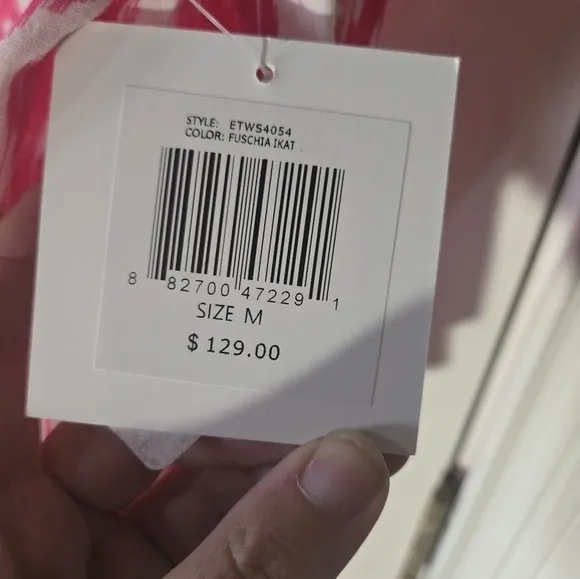 STYLE: ETWS4054
COLOR: FUSCHIA IKAT
8 82700 47229 1
SIZE M
$ 129.00